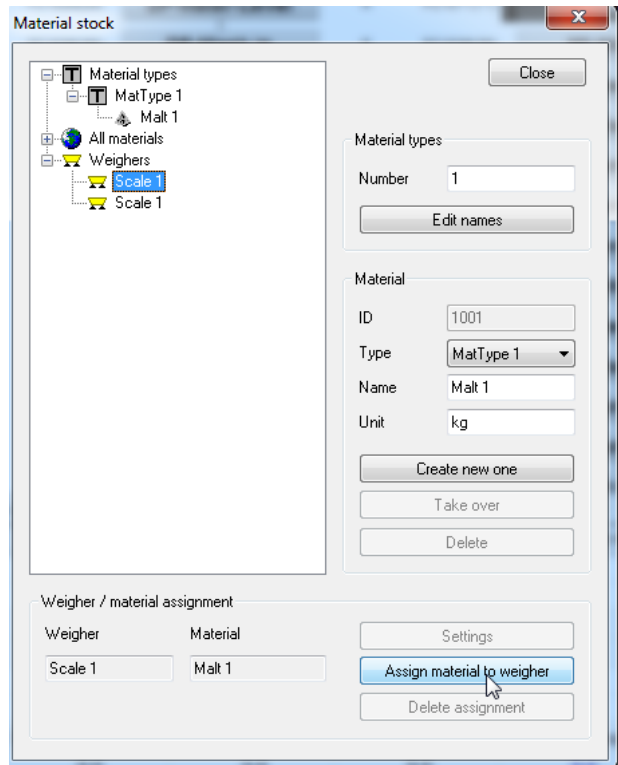 Material stock
Close
Material types
MatType 1
Malt 1
All materials
Weighers
Scale 1
Scale 1
Material types
Number 1
Edit names
Material
ID 1001
Type MatType 1
Name Malt 1
Unit kg
Create new one
Take over
Delete
Weigher / material assignment
Weigher Material
Scale 1 Malt 1
Settings
Assign material to weigher
Delete assignment